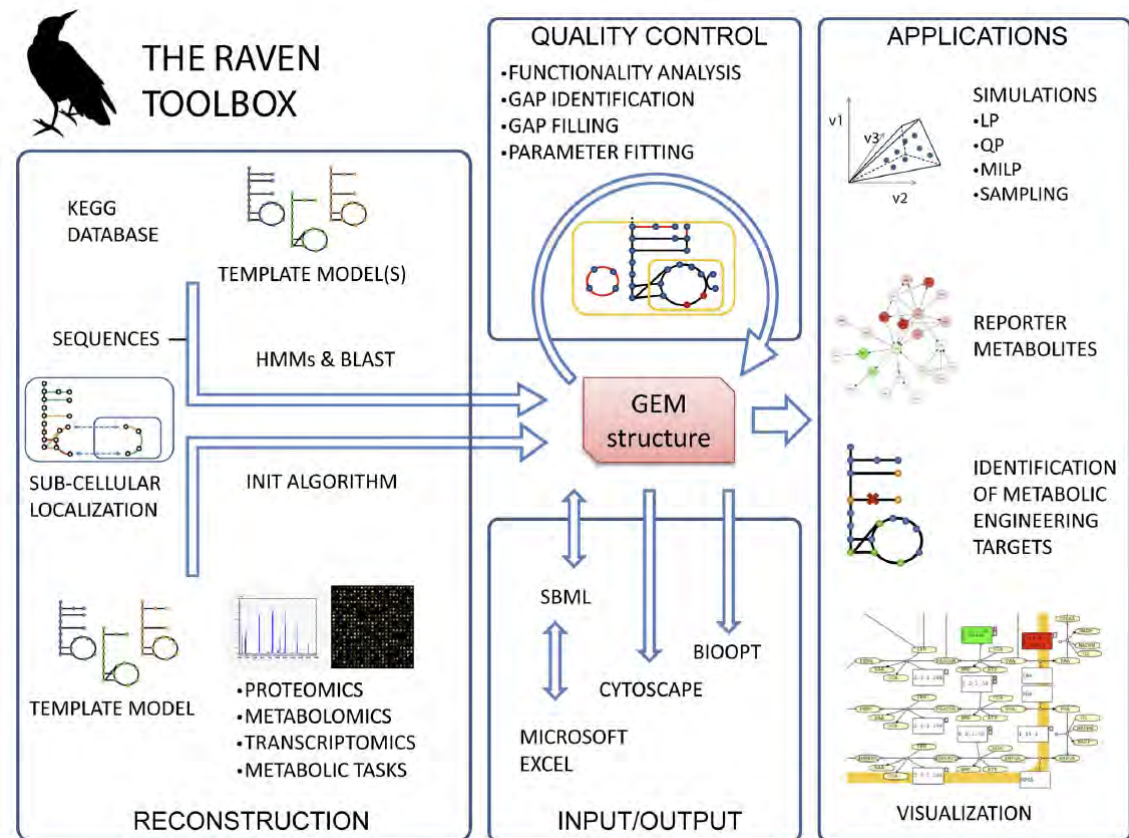 THE RAVEN
TOOLBOX
KEGG
DATABASE
TEMPLATE MODEL(S)
SEQUENCES
HMMs & BLAST
SUB-CELLULAR
LOCALIZATION
INIT ALGORITHM
TEMPLATE MODEL
•PROTEOMICS
•METABOLOMICS
•TRANSCRIPTOMICS
•METABOLIC TASKS
RECONSTRUCTION
QUALITY CONTROL
•FUNCTIONALITY ANALYSIS
•GAP IDENTIFICATION
•GAP FILLING
•PARAMETER FITTING
GEM
structure
SBML
BIOOPT
CYTOSCAPE
MICROSOFT
EXCEL
INPUT/OUTPUT
APPLICATIONS
v1
v3
v2
SIMULATIONS
•LP
•QP
•MILP
•SAMPLING
REPORTER
METABOLITES
IDENTIFICATION
OF METABOLIC
ENGINEERING
TARGETS
VISUALIZATION